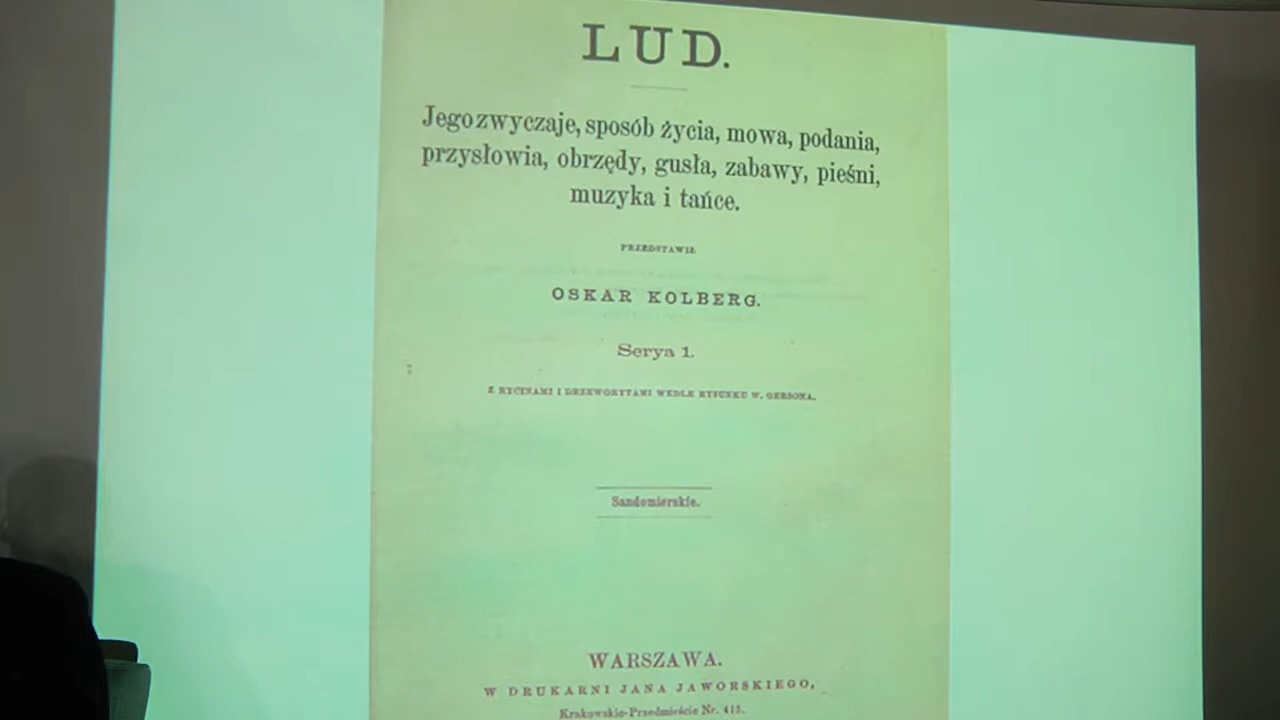 LUD.
Jego zwyczaje, sposób życia, mowa, podania,
przysłowia, obrzędy, gusła, zabawy, pieśni,
muzyka i tańce.
PRZEDSTAWIŁ
OSKAR KOLBERG.
Serya 1.
Z RYCINAMI I DRZEWORYTAMI WEDLE RYSUNKU W. GERSONA.
Sandomierskie.
WARSZAWA.
W DRUKARNI JANA JAWORSKIEGO,
Krakowskie-Przedmieście Nr. 415.